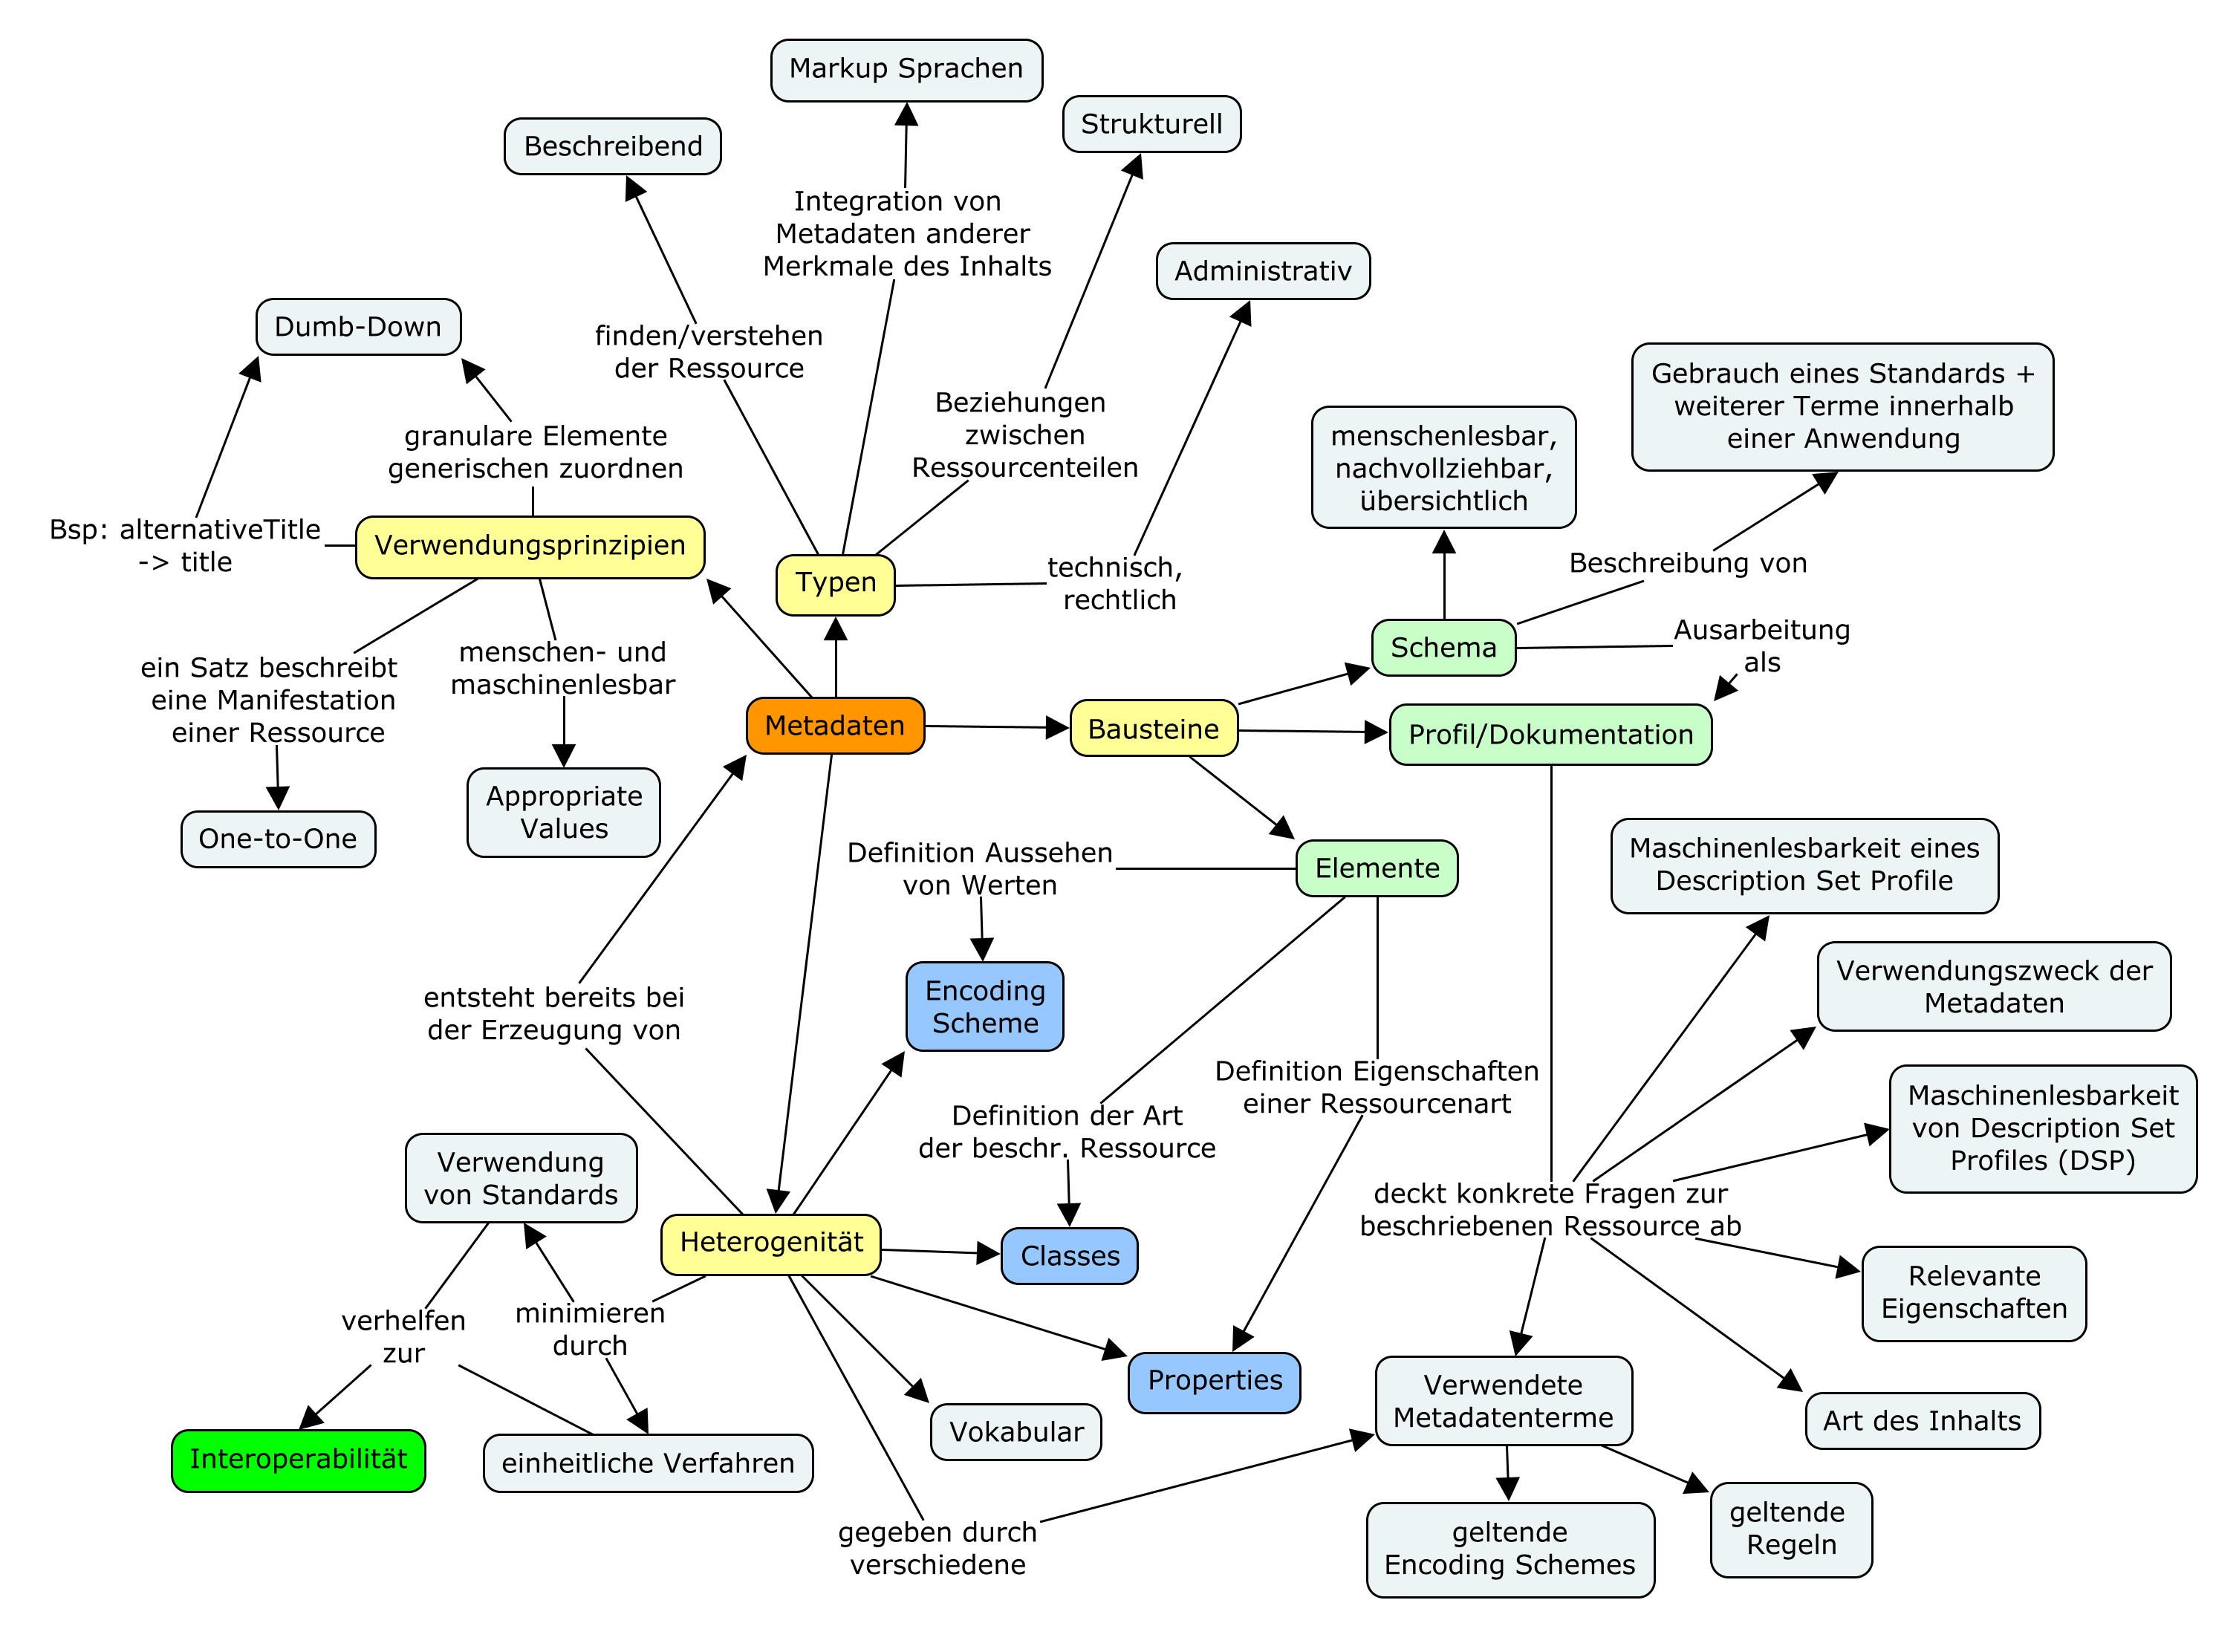 Markup Sprachen
Strukturell
Beschreibend
Integration von
Metadaten anderer
Merkmale des Inhalts
Administrativ
Dumb-Down
finden/verstehen
der Ressource
Gebrauch eines Standards +
weiterer Terme innerhalb
einer Anwendung
Beziehungen
zwischen
Ressourcenteilen
menschenlesbar,
nachvollziehbar,
übersichtlich
granulare Elemente
generischen zuordnen
Bsp: alternativeTitle
-> title
Verwendungsprinzipien
Typen
technisch,
rechtlich
Beschreibung von
Schema
Ausarbeitung
als
ein Satz beschreibt
eine Manifestation
einer Ressource
menschen- und
maschinenlesbar
Metadaten
Bausteine
Profil/Dokumentation
Appropriate
Values
One-to-One
Definition Aussehen
von Werten
Elemente
Maschinenlesbarkeit eines
Description Set Profile
Verwendungszweck der
Metadaten
entsteht bereits bei
der Erzeugung von
Encoding
Scheme
Definition Eigenschaften
einer Ressourcenart
Maschinenlesbarkeit
von Description Set
Profiles (DSP)
Definition der Art
der beschr. Ressource
Verwendung
von Standards
deckt konkrete Fragen zur
beschriebenen Ressource ab
Heterogenität
Classes
Relevante
Eigenschaften
verhelfen
zur
minimieren
durch
Properties
Verwendete
Metadatenterme
Art des Inhalts
Vokabular
Interoperabilität
einheitliche Verfahren
gegeben durch
verschiedene
geltende
Encoding Schemes
geltende
Regeln